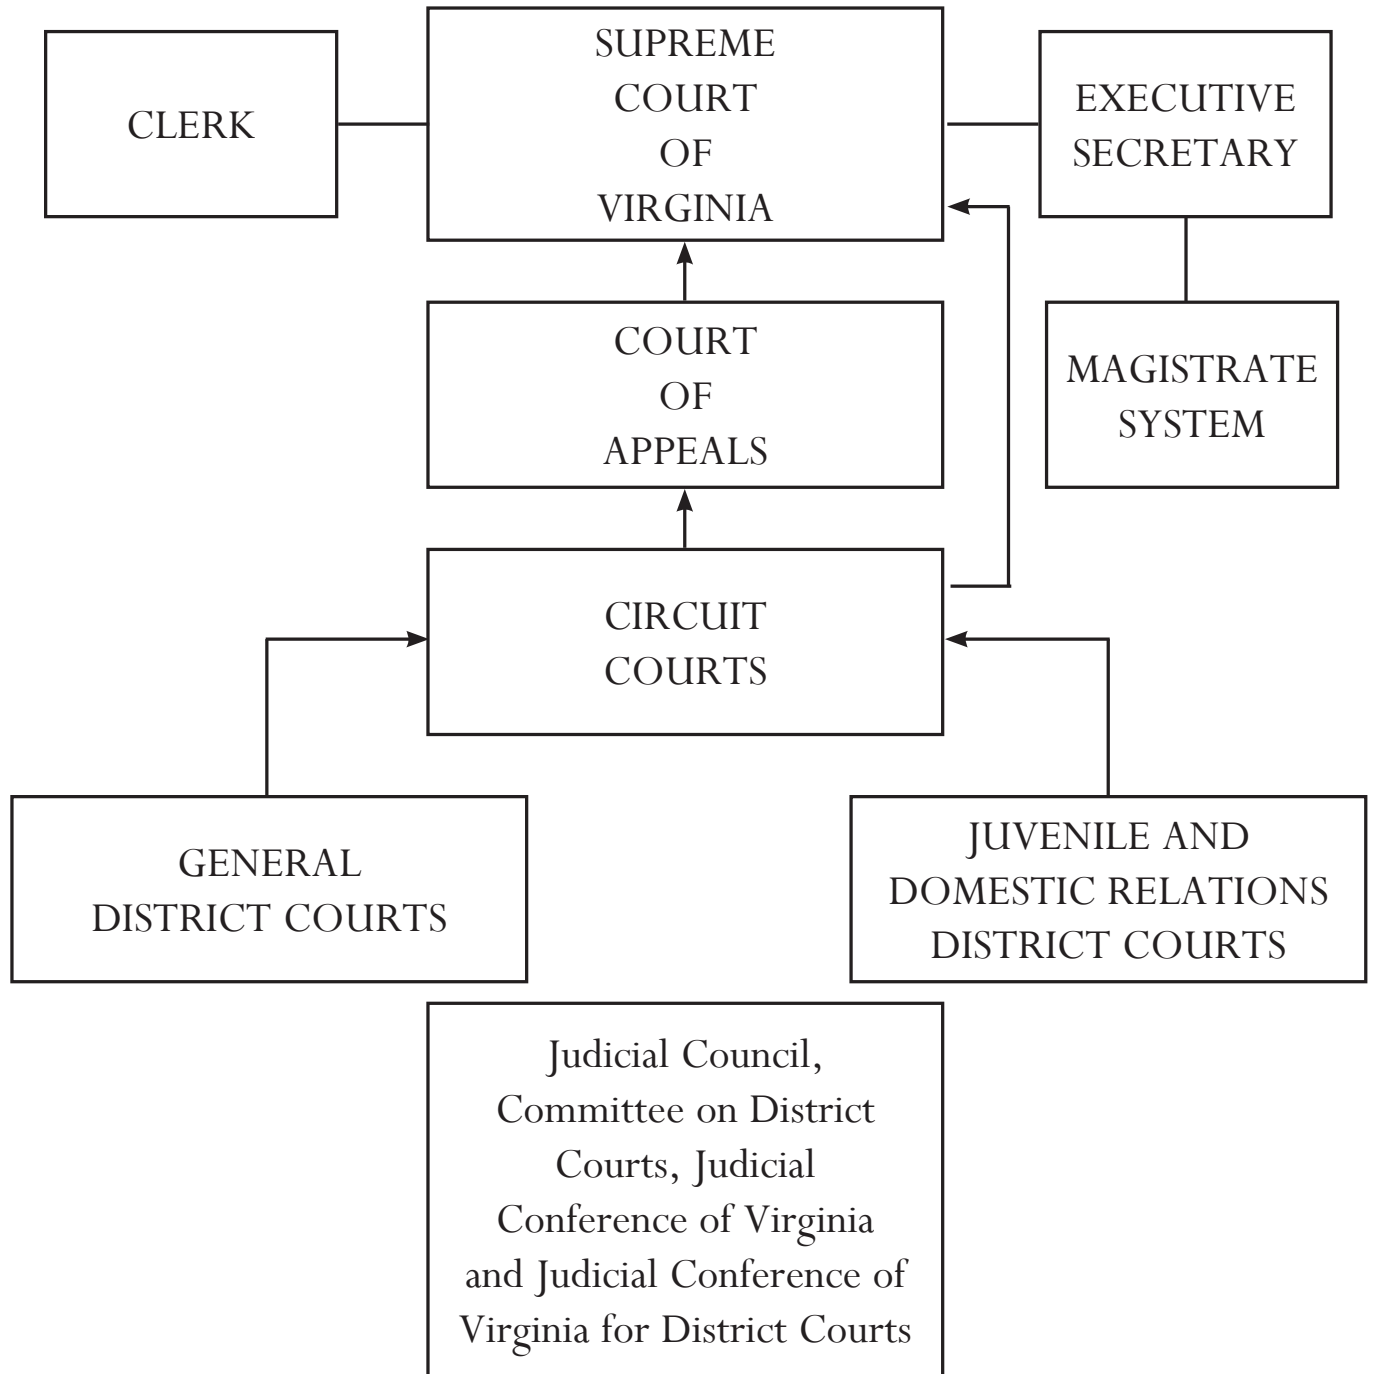 CLERK
SUPREME
COURT
OF
VIRGINIA
EXECUTIVE
SECRETARY
COURT
OF
APPEALS
MAGISTRATE
SYSTEM
CIRCUIT
COURTS
GENERAL
DISTRICT COURTS
JUVENILE AND
DOMESTIC RELATIONS
DISTRICT COURTS
Judicial Council,
Committee on District
Courts, Judicial
Conference of Virginia
and Judicial Conference of
Virginia for District Courts